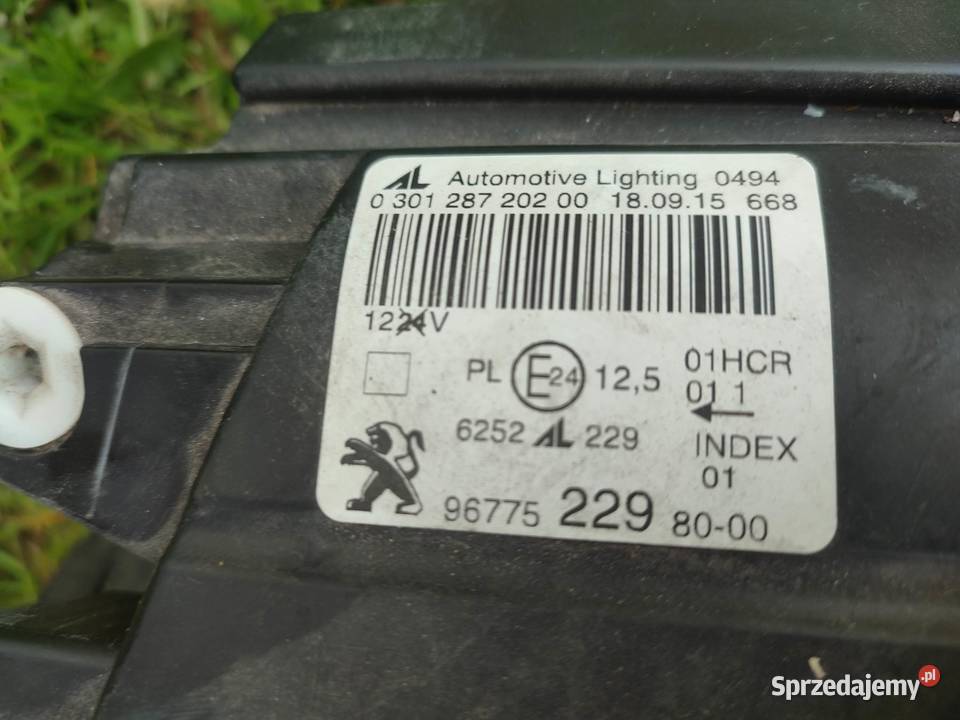 AL Automotive Lighting 0494
0 301 287 202 00 18.09.15 668
1224V
PL E24 12,5 01HCR
01 1
6252 AL 229 INDEX
01
96775 229 80-00
Sprzedajemy.pl